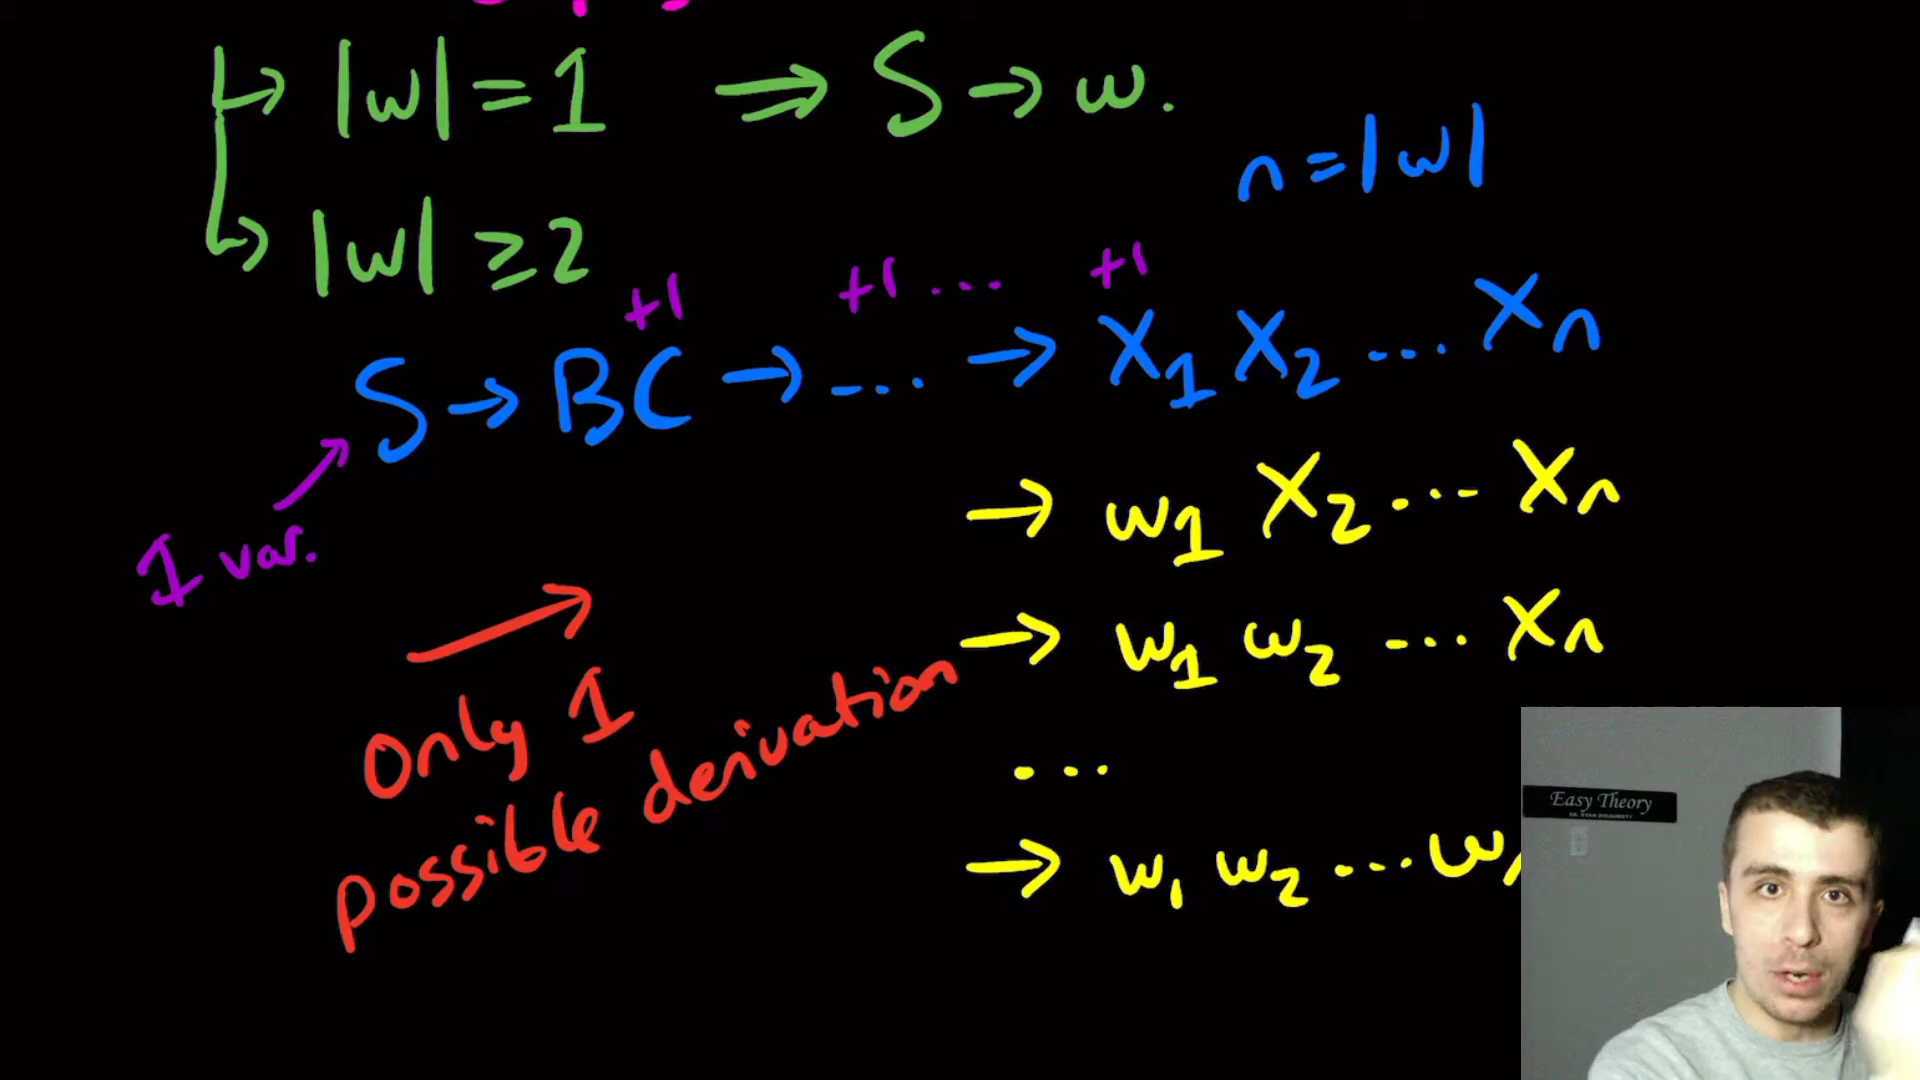 |w| = 1 ⇒ S → w.
n = |w|
|w| ≥ 2
+1 +1 ... +1
S → BC → ... → X1 X2 ... Xn
→ w1 X2 ... Xn
1 var.
→ w1 w2 ... Xn
Only 1
possible derivation
...
→ w1 w2 ... w
Easy Theory